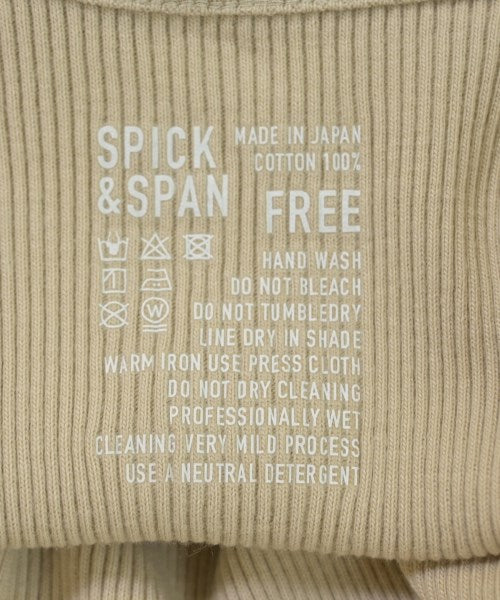 SPICK
& SPAN
MADE IN JAPAN
COTTON 100%
FREE
W
HAND WASH
DO NOT BLEACH
DO NOT TUMBLEDRY
LINE DRY IN SHADE
WARM IRON USE PRESS CLOTH
DO NOT DRY CLEANING
PROFESSIONALLY WET
CLEANING VERY MILD PROCESS
USE A NEUTRAL DETERGENT